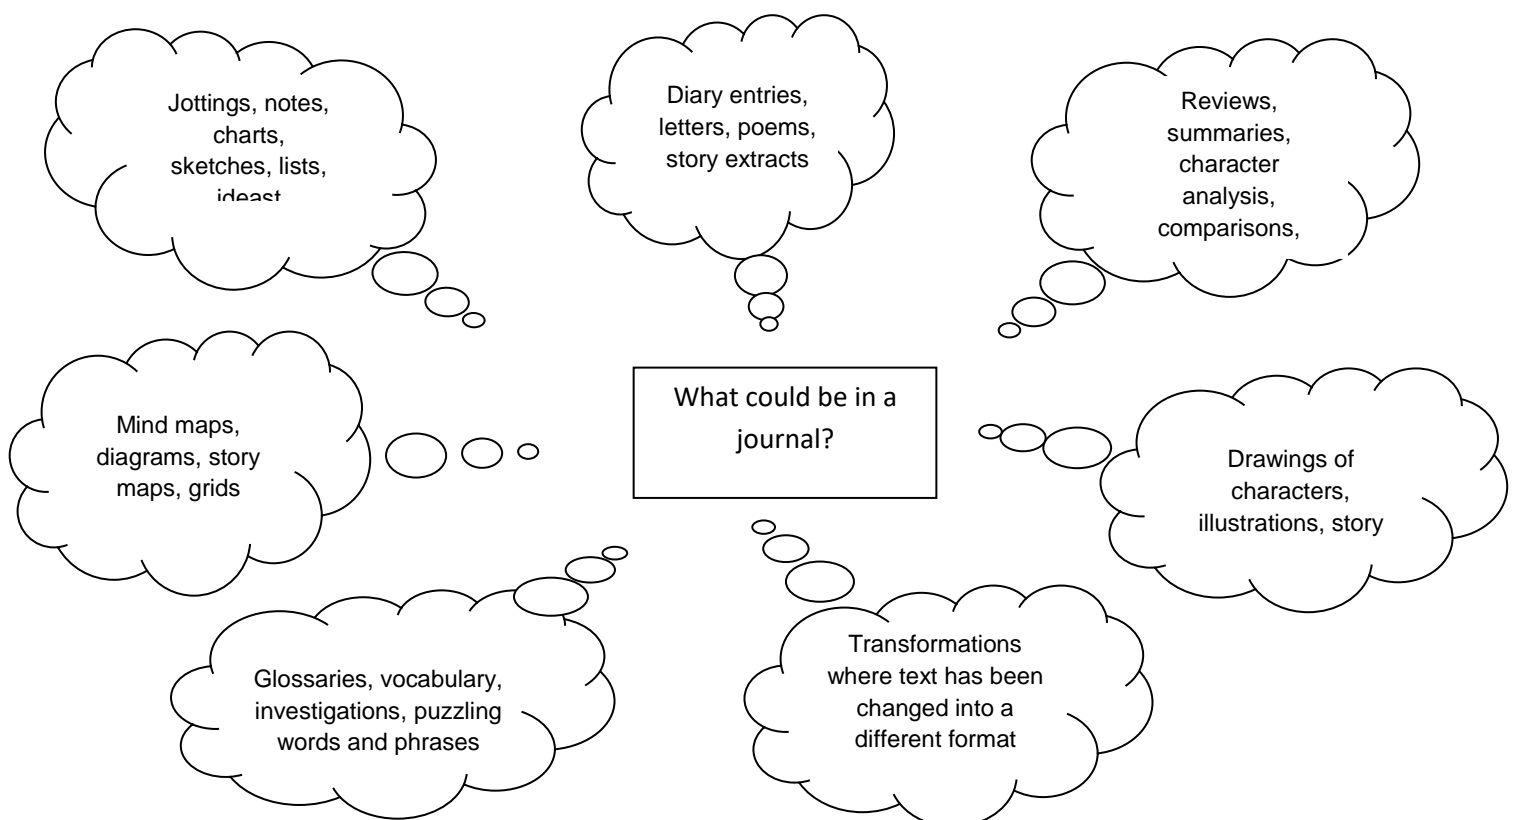 Jottings, notes,
charts,
sketches, lists,
ideast
Diary entries,
letters, poems,
story extracts
Reviews,
summaries,
character
analysis,
comparisons,
What could be in a
journal?
Mind maps,
diagrams, story
maps, grids
Drawings of
characters,
illustrations, story
Glossaries, vocabulary,
investigations, puzzling
words and phrases
Transformations
where text has been
changed into a
different format